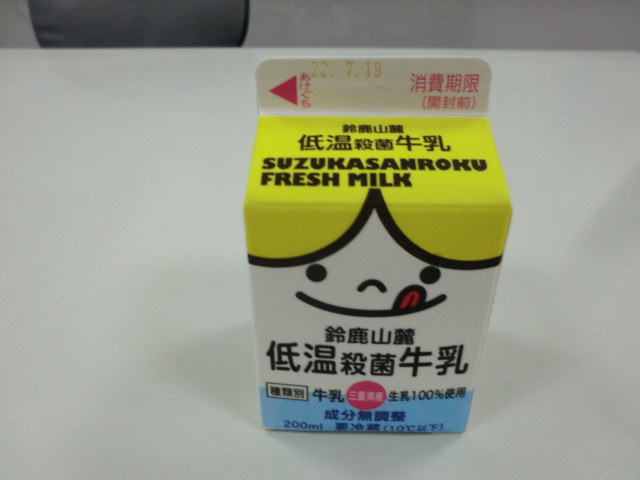 22. 7.19
あけぐち
消費期限
(開封前)
鈴鹿山麓
低温殺菌牛乳
SUZUKASANROKU
FRESH MILK
鈴鹿山麓
低温殺菌牛乳
種類別 牛乳 三重県産 生乳100%使用
成分無調整
200ml 要冷蔵(10℃以下)